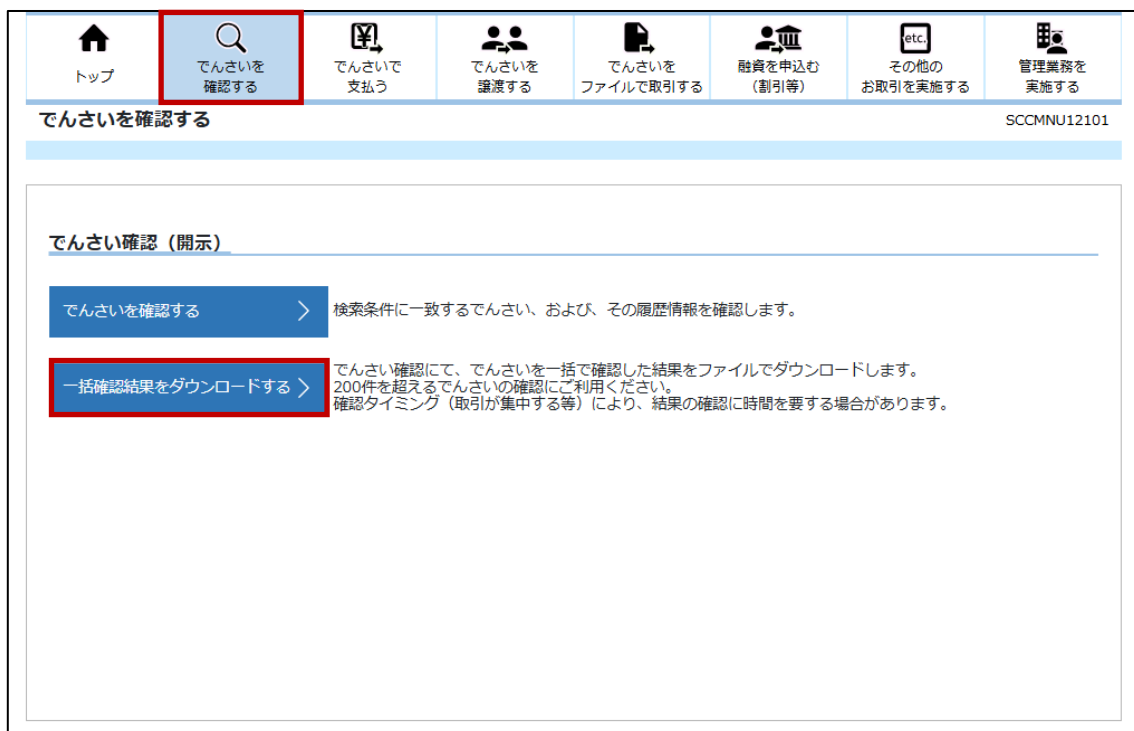 トップ
でんさいを
確認する
でんさいで
支払う
でんさいを
譲渡する
でんさいを
ファイルで取引する
融資を申込む
(割引等)
etc.
その他の
お取引を実施する
管理業務を
実施する
でんさいを確認する
SCCMNU12101
でんさい確認（開示）
でんさいを確認する
検索条件に一致するでんさい、および、その履歴情報を確認します。
一括確認結果をダウンロードする
でんさい確認にて、でんさいを一括で確認した結果をファイルでダウンロードします。
200件を超えるでんさいの確認にご利用ください。
確認タイミング（取引が集中する等）により、結果の確認に時間を要する場合があります。